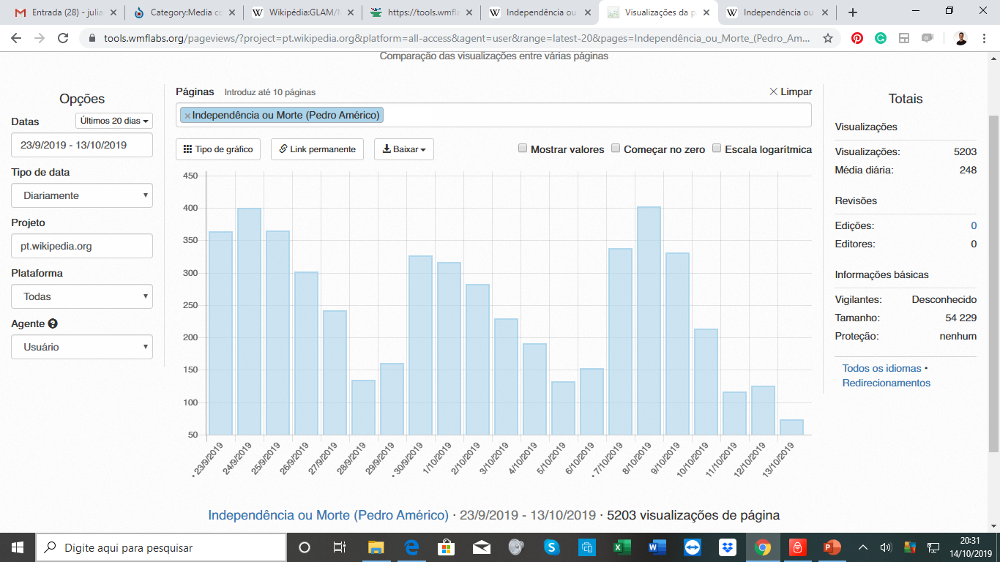 Entrada (28) - julia
Category:Media co
Wikipédia:GLAM/M
https://tools.wmfla
Independência ou
Visualizações da p
Independência ou
tools.wmflabs.org/pageviews/?project=pt.wikipedia.org&platform=all-access&agent=user&range=latest-20&pages=Independência_ou_Morte_(Pedro_Am...
Comparação das visualizações entre várias páginas
Opções
Datas
Últimos 20 dias
23/9/2019 - 13/10/2019
Tipo de data
Diariamente
Projeto
pt.wikipedia.org
Plataforma
Todas
Agente
Usuário
Páginas Introduz até 10 páginas
Limpar
× Independência ou Morte (Pedro Américo)
Tipo de gráfico
Link permanente
Baixar
Mostrar valores
Começar no zero
Escala logarítmica
450
400
350
300
250
200
150
100
50
• 23/9/2019
24/9/2019
25/9/2019
26/9/2019
27/9/2019
28/9/2019
29/9/2019
• 30/9/2019
1/10/2019
2/10/2019
3/10/2019
4/10/2019
5/10/2019
6/10/2019
• 7/10/2019
8/10/2019
9/10/2019
10/10/2019
11/10/2019
12/10/2019
13/10/2019
Independência ou Morte (Pedro Américo) · 23/9/2019 - 13/10/2019 · 5203 visualizações de página
Totais
Visualizações
Visualizações: 5203
Média diária: 248
Revisões
Edições: 0
Editores: 0
Informações básicas
Vigilantes: Desconhecido
Tamanho: 54 229
Proteção: nenhum
Todos os idiomas •
Redirecionamentos
Digite aqui para pesquisar
20:31
14/10/2019